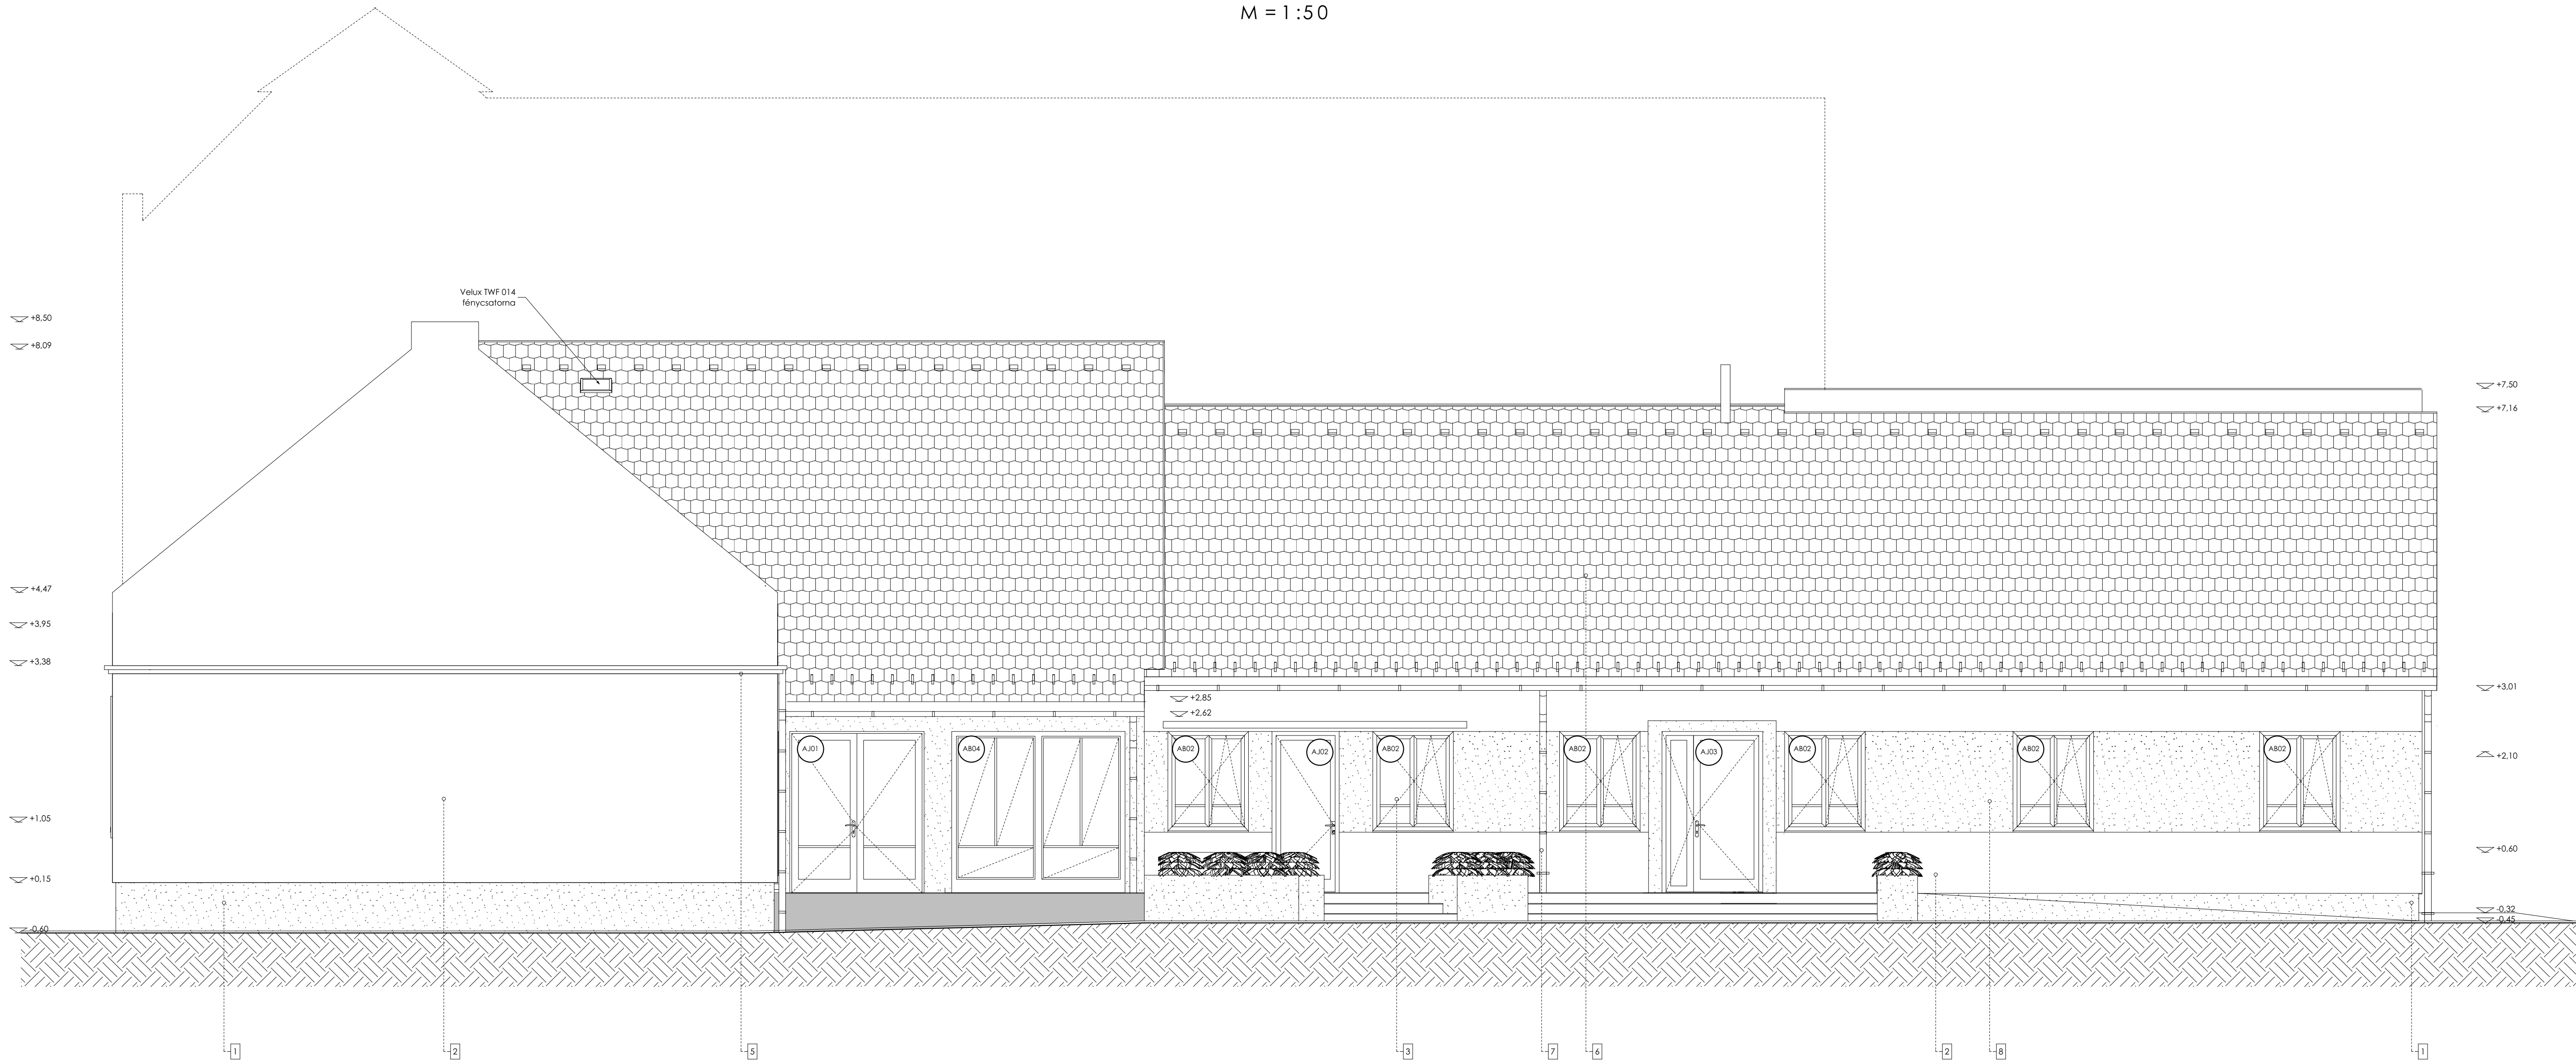 M = 1 : 5 0
Velux TWF 014
fénycsatorna
+8,50
+8,09
+7,50
+7,16
+4,47
+3,95
+3,38
+3,01
+2,85
+2,62
AJ01
AB04
AB02
AJ02
AB02
AB02
AJ03
AB02
AB02
AB02
+2,10
+1,05
+0,60
+0,15
-0,32
-0,45
-0,60
1
2
5
3
7
6
2
8
1